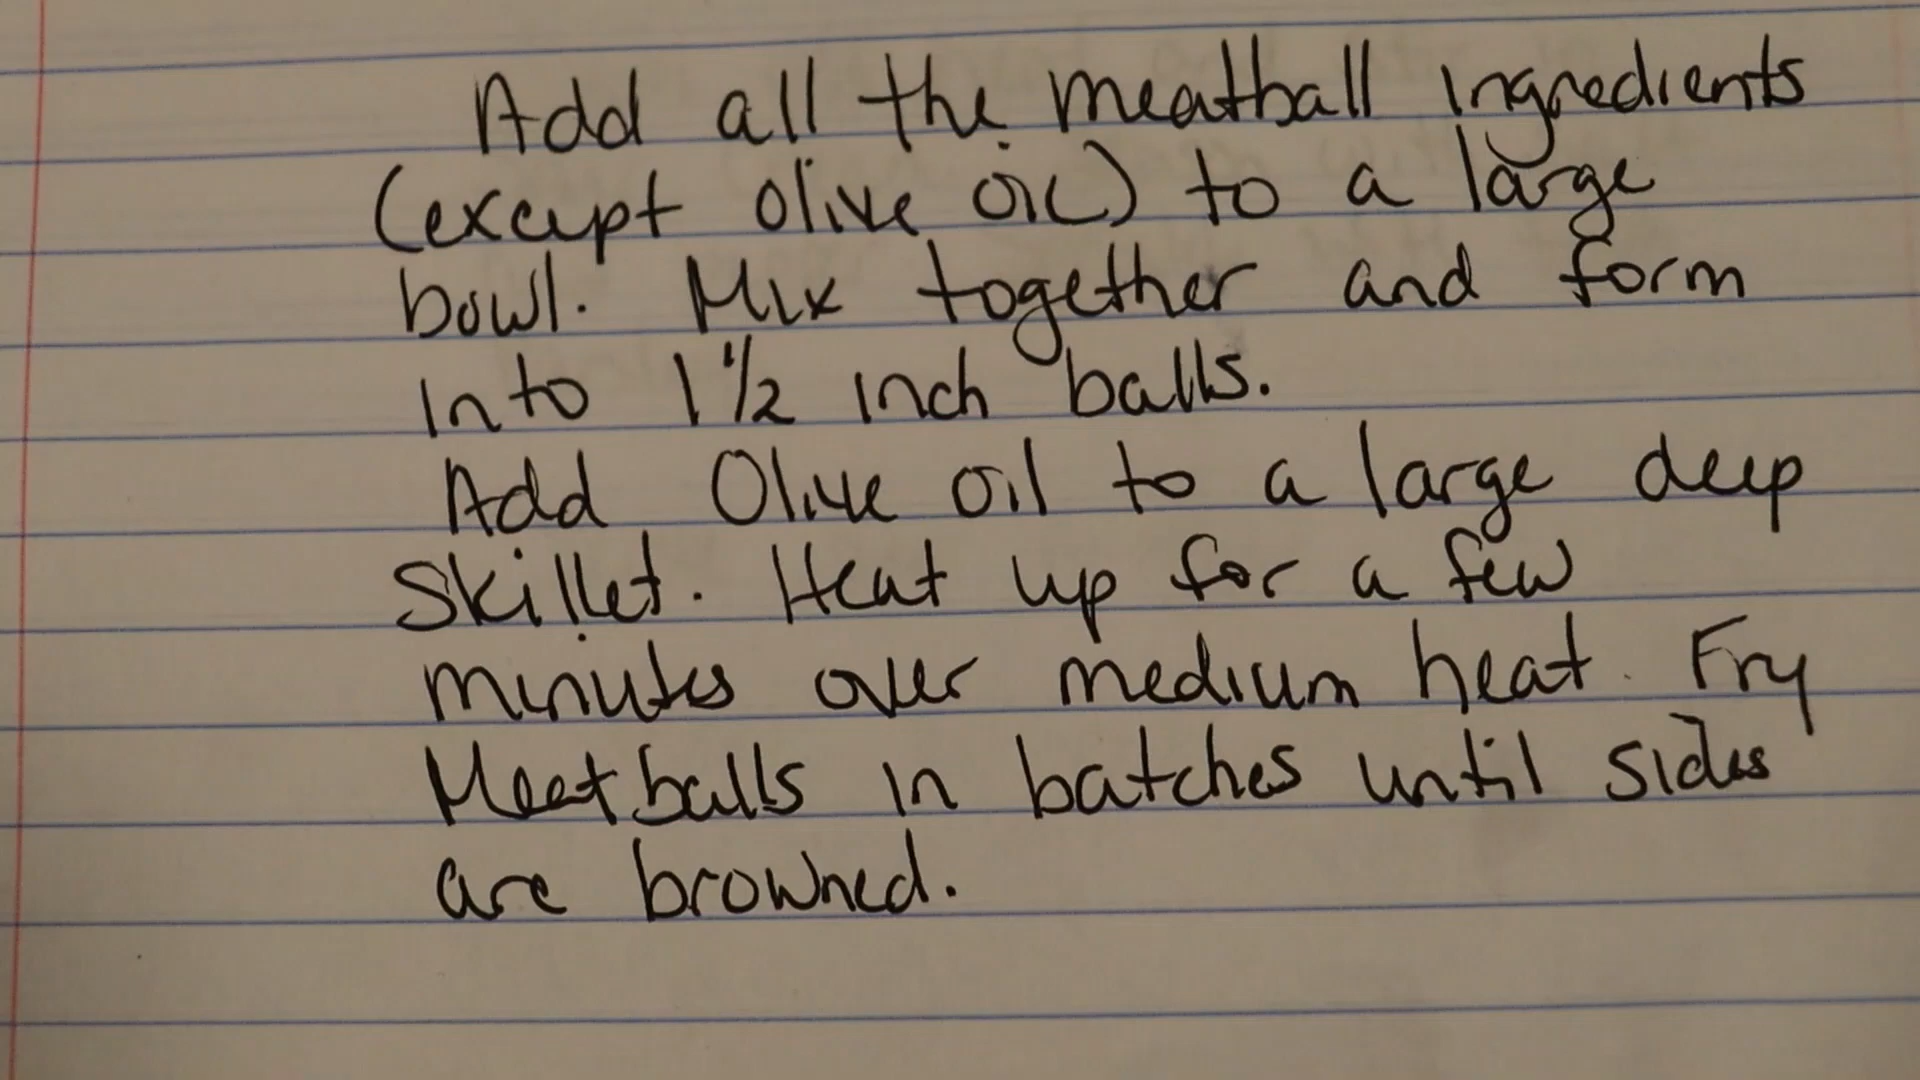 Add all the meatball ingredients
(except olive oil) to a large
bowl. Mix together and form
into 1 1/2 inch balls.
Add Olive oil to a large deep
skillet. Heat up for a few
minutes over medium heat. Fry
Meatballs in batches until sides
are browned.